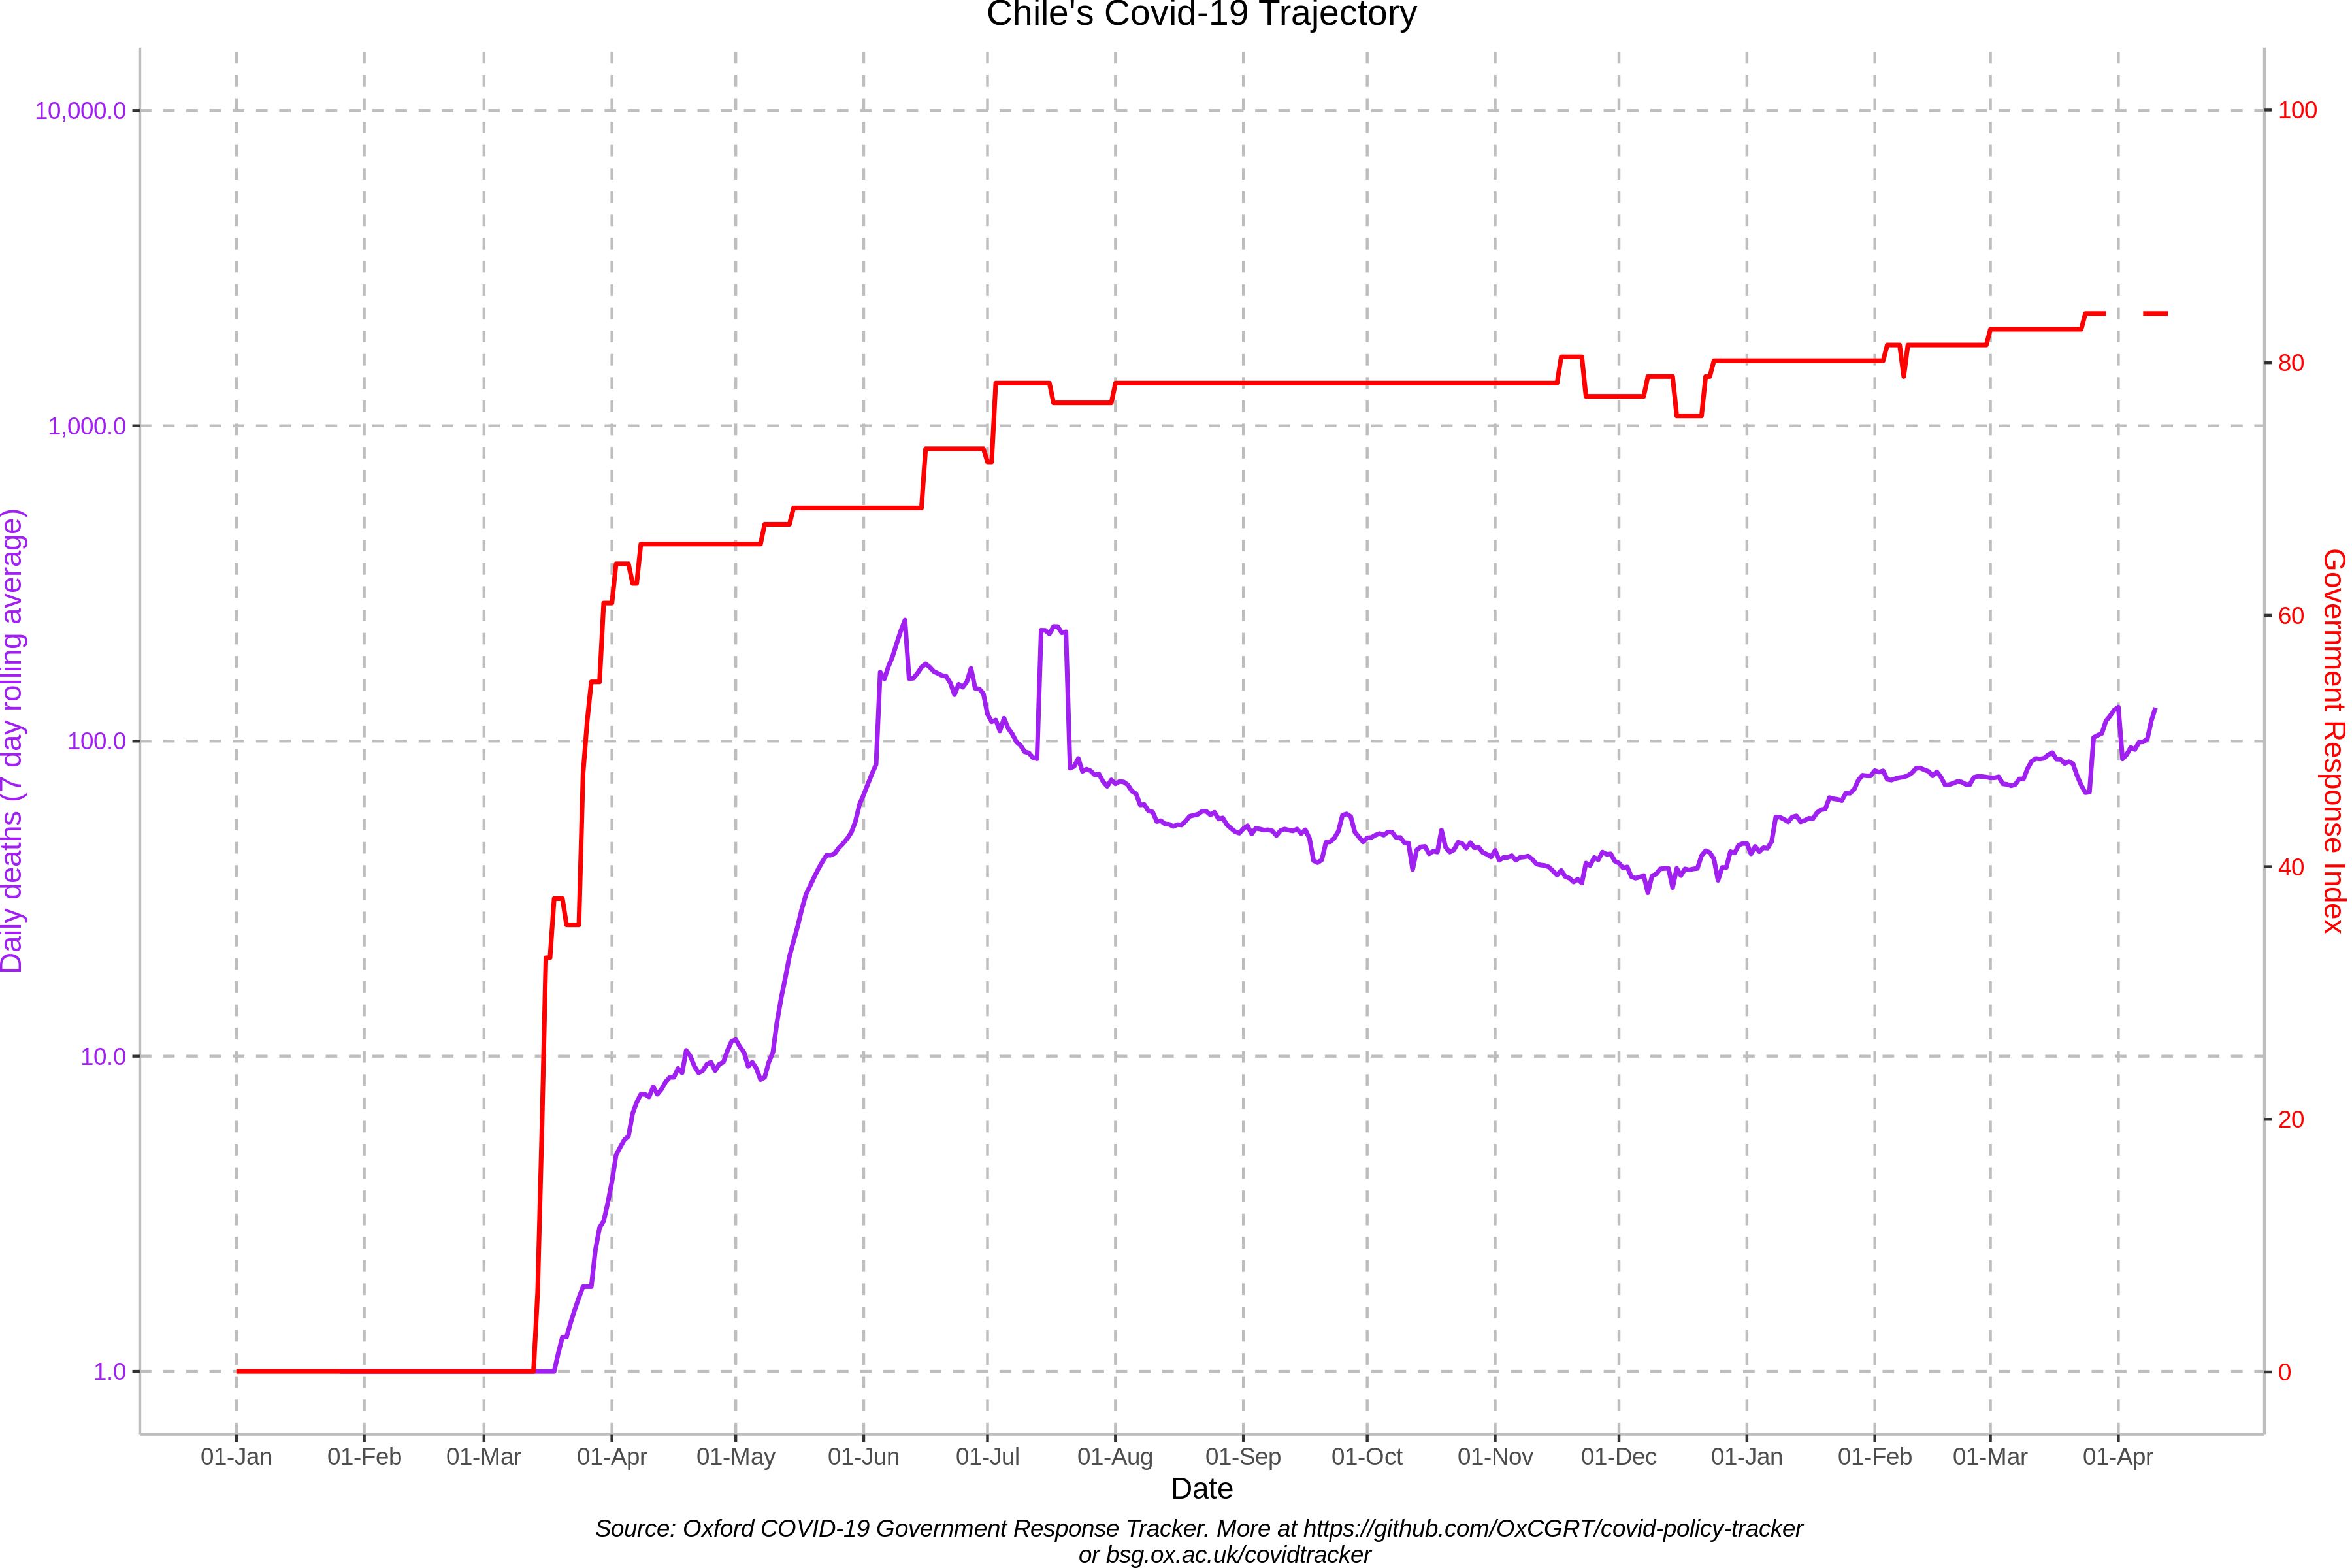 Chile's Covid-19 Trajectory
10,000.0
1,000.0
100.0
10.0
1.0
Daily deaths (7 day rolling average)
100
80
60
40
20
0
Government Response Index
01-Jan 01-Feb 01-Mar 01-Apr 01-May 01-Jun 01-Jul 01-Aug 01-Sep 01-Oct 01-Nov 01-Dec 01-Jan 01-Feb 01-Mar 01-Apr
Date
Source: Oxford COVID-19 Government Response Tracker. More at https://github.com/OxCGRT/covid-policy-tracker
or bsg.ox.ac.uk/covidtracker